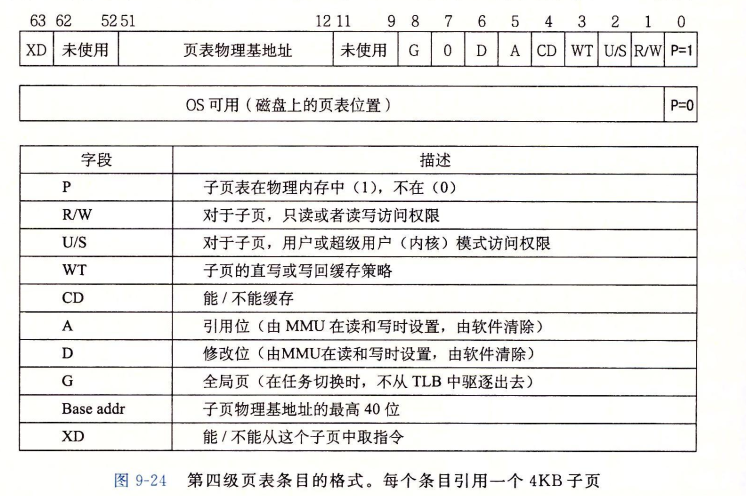 63 62 52 51 12 11 9 8 7 6 5 4 3 2 1 0
XD 未使用 页表物理基地址 未使用 G 0 D A CD WT U/S R/W P=1
OS 可用(磁盘上的页表位置) P=0
字段 描述
P 子页表在物理内存中(1),不在(0)
R/W 对于子页,只读或者读写访问权限
U/S 对于子页,用户或超级用户(内核)模式访问权限
WT 子页的直写或写回缓存策略
CD 能/不能缓存
A 引用位(由 MMU 在读和写时设置,由软件清除)
D 修改位(由MMU在读和写时设置,由软件清除)
G 全局页(在任务切换时,不从 TLB 中驱逐出去)
Base addr 子页物理基地址的最高 40 位
XD 能/不能从这个子页中取指令
图 9-24 第四级页表条目的格式。每个条目引用一个 4KB 子页